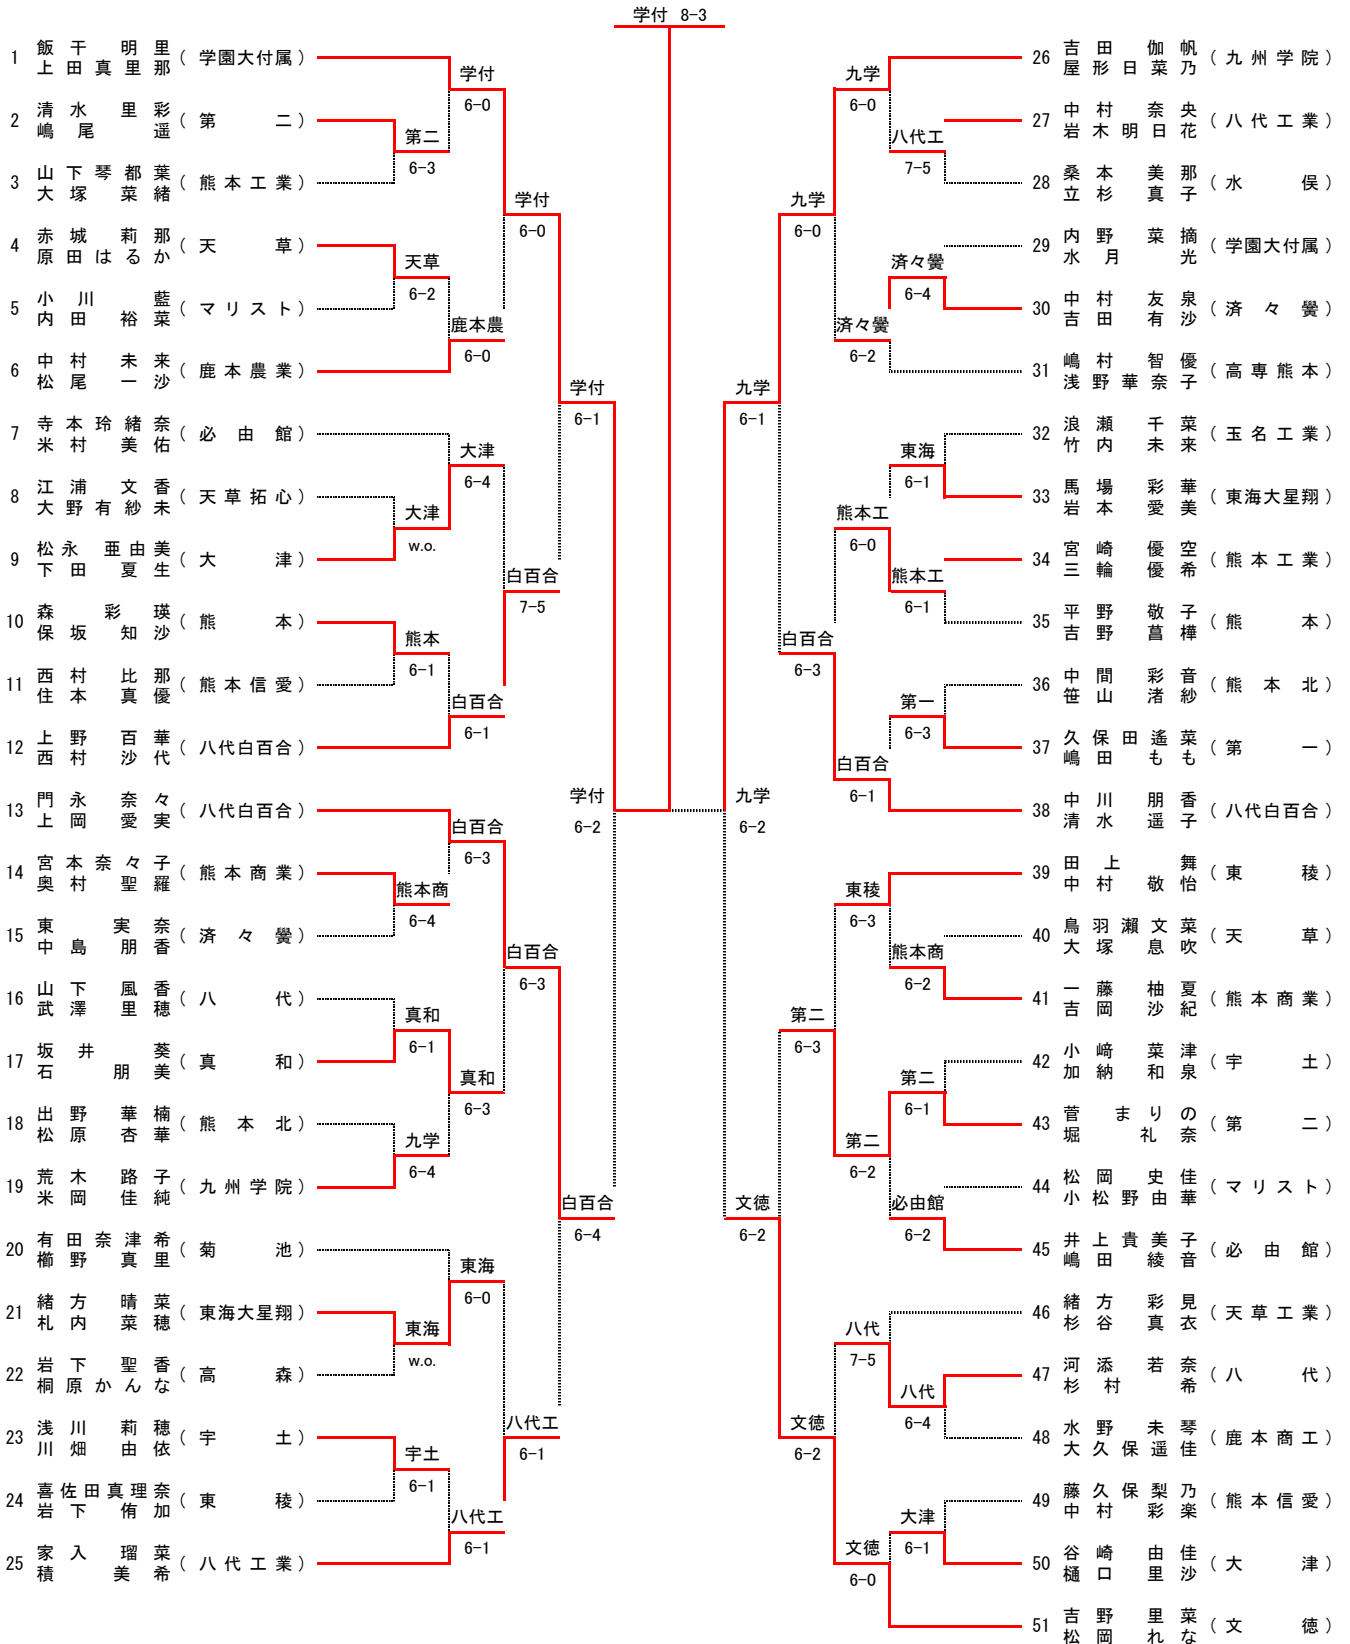 学付 8-3
1 飯干 明里 上田真里那 (学園大付属)
2 清水 里彩 嶋尾 遥 (第二)
3 山下琴都葉 大塚 菜緒 (熊本工業)
4 赤城 莉那 原田はるか (天草)
5 小川 藍 内田 裕菜 (マリスト)
6 中村 未来 松尾 一沙 (鹿本農業)
7 寺本玲緒奈 米村 美佑 (必由館)
8 江浦 文香 大野有紗未 (天草拓心)
9 松永 亜由美 下田 夏生 (大津)
10 森 彩瑛 保坂 知沙 (熊本)
11 西村 比那 住本 真優 (熊本信愛)
12 上野 百華 西村 沙代 (八代白百合)
13 門永 奈々 上岡 愛実 (八代白百合)
14 宮本奈々子 奥村 聖羅 (熊本商業)
15 東 実奈 中島 朋香 (済々黌)
16 山下 風香 武澤 里穂 (八代)
17 坂井 葵 石 朋美 (真和)
18 出野 華楠 松原 杏華 (熊本北)
19 荒木 路子 米岡 佳純 (九州学院)
20 有田奈津希 櫛野 真里 (菊池)
21 緒方 晴菜 札内 菜穂 (東海大星翔)
22 岩下 聖香 桐原かんな (高森)
23 浅川 莉穂 川畑 由依 (宇土)
24 喜佐田真理奈 岩下 侑加 (東稜)
25 家入 瑠菜 積 美希 (八代工業)
第二 6-3
天草 6-2
大津 w.o.
熊本 6-1
熊本商 6-4
真和 6-1
九学 6-4
東海 w.o.
宇土 6-1
学付 6-0
鹿本農 6-0
大津 6-4
白百合 6-1
白百合 6-3
真和 6-3
東海 6-0
八代工 6-1
学付 6-0
白百合 7-5
白百合 6-3
八代工 6-1
学付 6-1
白百合 6-4
学付 6-2
九学 6-2
九学 6-1
文徳 6-2
九学 6-0
白百合 6-3
第二 6-3
文徳 6-2
九学 6-0
済々黌 6-2
熊本工 6-0
白百合 6-1
東稜 6-3
第二 6-2
八代 7-5
文徳 6-0
八代工 7-5
済々黌 6-4
東海 6-1
熊本工 6-1
第一 6-3
熊本商 6-2
第二 6-1
必由館 6-2
八代 6-4
大津 6-1
26 吉田 伽帆 屋形日菜乃 (九州学院)
27 中村 奈央 岩木明日花 (八代工業)
28 桑本 美那 立杉 真子 (水俣)
29 内野 菜摘 水月 光 (学園大付属)
30 中村 友泉 吉田 有沙 (済々黌)
31 嶋村 智優 浅野華奈子 (高専熊本)
32 浪瀬 千菜 竹内 未来 (玉名工業)
33 馬場 彩華 岩本 愛美 (東海大星翔)
34 宮崎 優空 三輪 優希 (熊本工業)
35 平野 敬子 吉野 菖樺 (熊本)
36 中間 彩音 笹山 渚紗 (熊本北)
37 久保田遙菜 嶋田 もも (第一)
38 中川 朋香 清水 遥子 (八代白百合)
39 田上 舞 中村 敬怡 (東稜)
40 鳥羽瀬文菜 大塚 息吹 (天草)
41 一藤 柚夏 吉岡 沙紀 (熊本商業)
42 小﨑 菜津 加納 和泉 (宇土)
43 菅 まりの 堀 礼奈 (第二)
44 松岡 史佳 小松野由華 (マリスト)
45 井上貴美子 嶋田 綾音 (必由館)
46 緒方 彩見 杉谷 真衣 (天草工業)
47 河添 若奈 杉村 希 (八代)
48 水野 未琴 大久保遥佳 (鹿本商工)
49 藤久保梨乃 中村 彩楽 (熊本信愛)
50 谷崎 由佳 樋口 里沙 (大津)
51 吉野 里菜 松岡 れな (文徳)